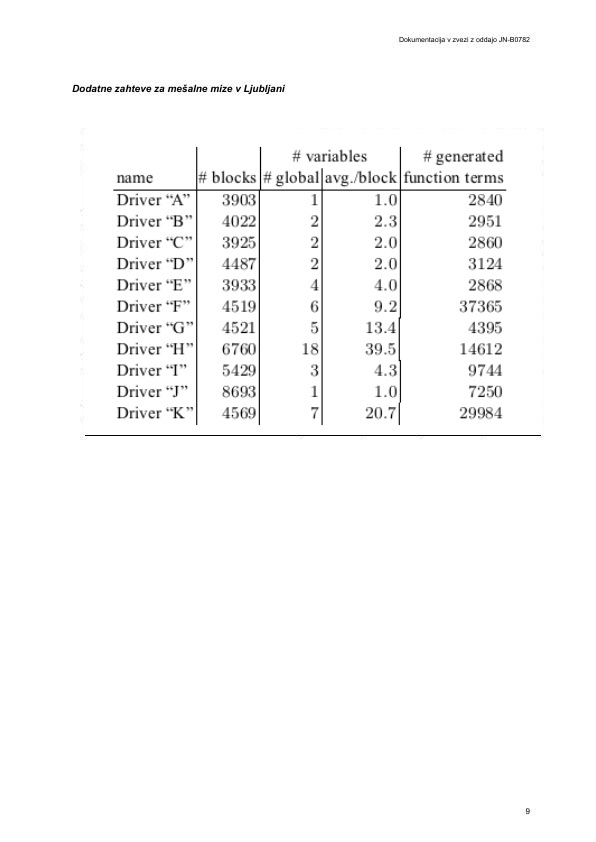 Dokumentacija v zvezi z oddajo JN-B0782
Dodatne zahteve za mešalne mize v Ljubljani
# variables # generated
name # blocks # global avg./block function terms
Driver “A” 3903 1 1.0 2840
Driver “B” 4022 2 2.3 2951
Driver “C” 3925 2 2.0 2860
Driver “D” 4487 2 2.0 3124
Driver “E” 3933 4 4.0 2868
Driver “F” 4519 6 9.2 37365
Driver “G” 4521 5 13.4 4395
Driver “H” 6760 18 39.5 14612
Driver “I” 5429 3 4.3 9744
Driver “J” 8693 1 1.0 7250
Driver “K” 4569 7 20.7 29984
9